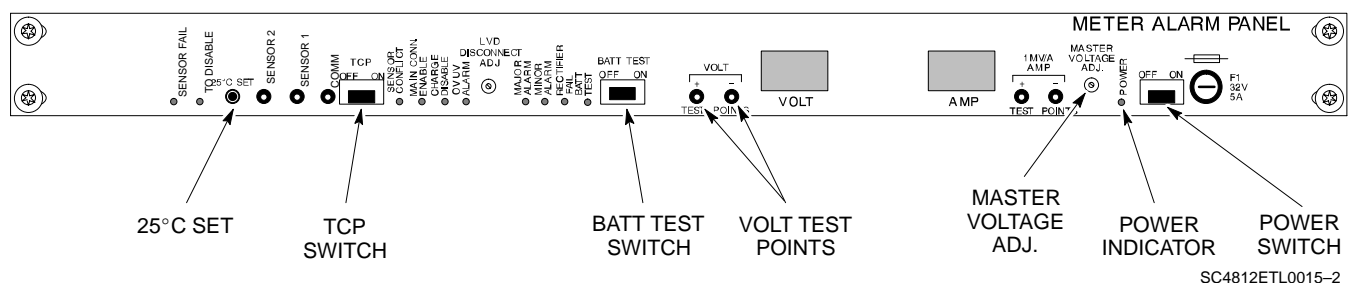 METER ALARM PANEL
SENSOR FAIL
TO DISABLE
25°C SET
SENSOR 2
SENSOR 1
COMM
TCP
OFF ON
SENSOR
CONFLICT
MAIN CONN.
ENABLE
CHARGE
DISABLE
OV UV
ALARM
LVD
DISCONNECT
ADJ
MAJOR
ALARM
MINOR
ALARM
RECTIFIER
FAIL
BATT
TEST
BATT TEST
OFF ON
VOLT
+ −
TEST POINTS
VOLT
AMP
1MV/A
AMP
+ −
TEST POINTS
MASTER
VOLTAGE
ADJ.
POWER
OFF ON
F1
32V
5A
25°C SET
TCP
SWITCH
BATT TEST
SWITCH
VOLT TEST
POINTS
MASTER
VOLTAGE
ADJ.
POWER
INDICATOR
POWER
SWITCH
SC4812ETL0015–2